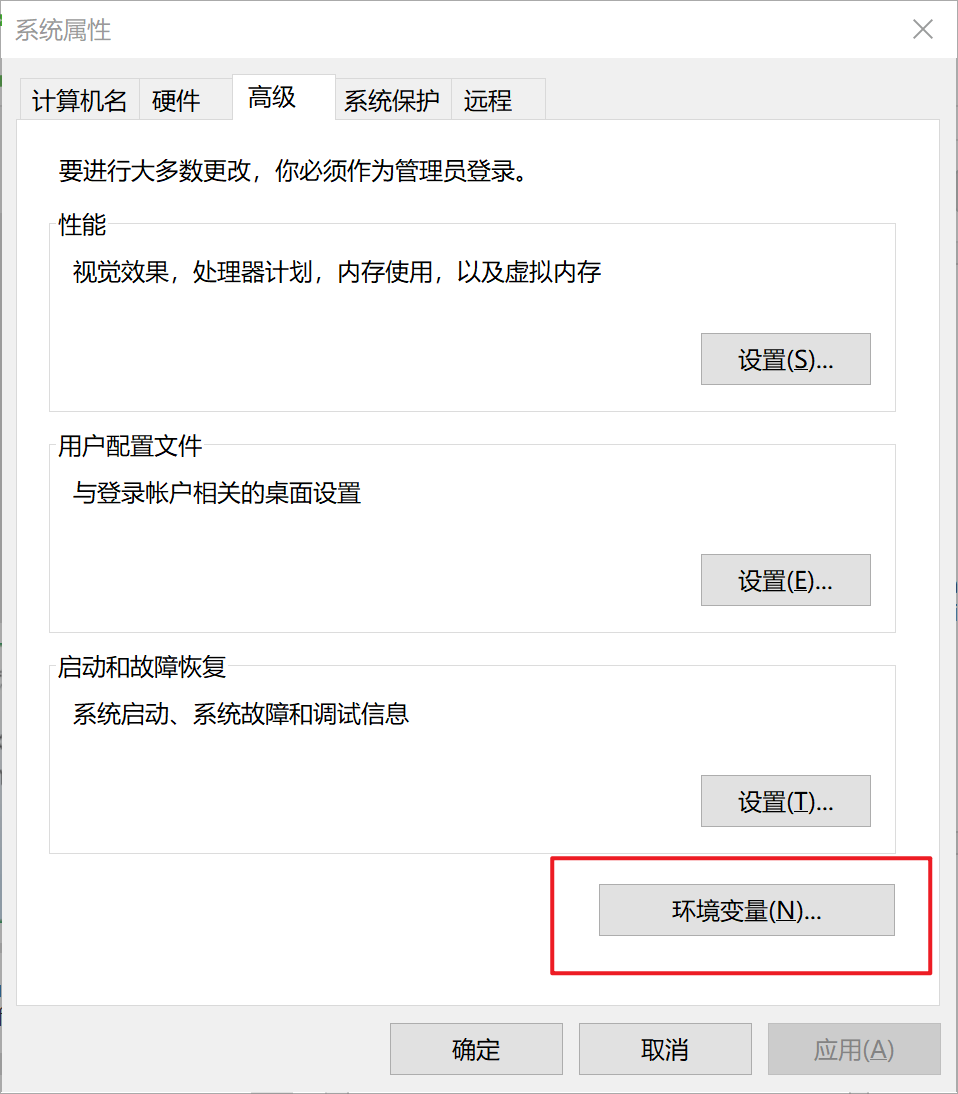 系统属性
计算机名 硬件 高级 系统保护 远程
要进行大多数更改，你必须作为管理员登录。
性能
视觉效果，处理器计划，内存使用，以及虚拟内存
设置(S)...
用户配置文件
与登录帐户相关的桌面设置
设置(E)...
启动和故障恢复
系统启动、系统故障和调试信息
设置(T)...
环境变量(N)...
确定 取消 应用(A)